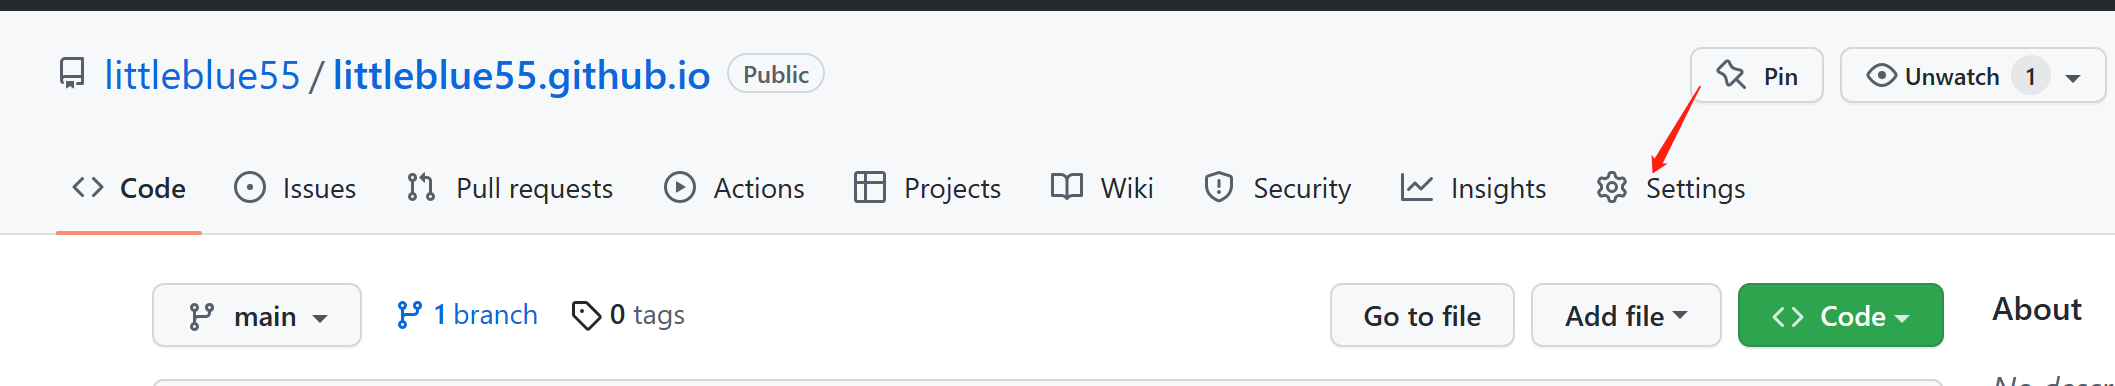 littleblue55 / littleblue55.github.io Public Pin Unwatch 1
Code Issues Pull requests Actions Projects Wiki Security Insights Settings
main 1 branch 0 tags Go to file Add file Code About